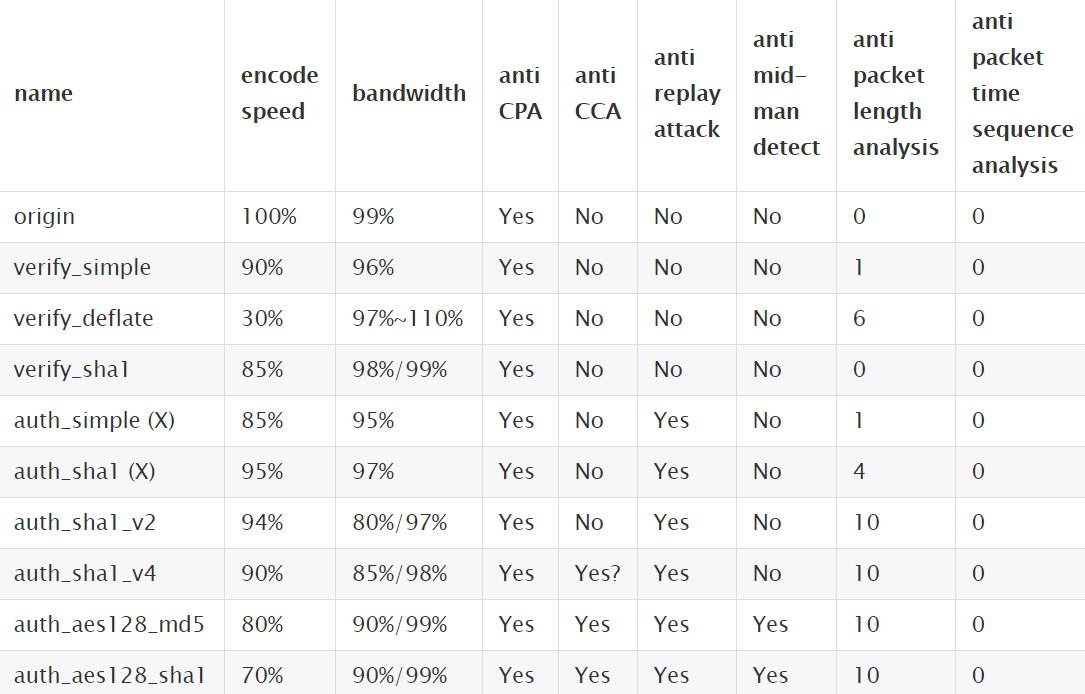 name encode speed bandwidth anti CPA anti CCA anti replay attack anti mid-man detect anti packet length analysis anti packet time sequence analysis
origin 100% 99% Yes No No No 0 0
verify_simple 90% 96% Yes No No No 1 0
verify_deflate 30% 97%~110% Yes No No No 6 0
verify_sha1 85% 98%/99% Yes No No No 0 0
auth_simple (X) 85% 95% Yes No Yes No 1 0
auth_sha1 (X) 95% 97% Yes No Yes No 4 0
auth_sha1_v2 94% 80%/97% Yes No Yes No 10 0
auth_sha1_v4 90% 85%/98% Yes Yes? Yes No 10 0
auth_aes128_md5 80% 90%/99% Yes Yes Yes Yes 10 0
auth_aes128_sha1 70% 90%/99% Yes Yes Yes Yes 10 0